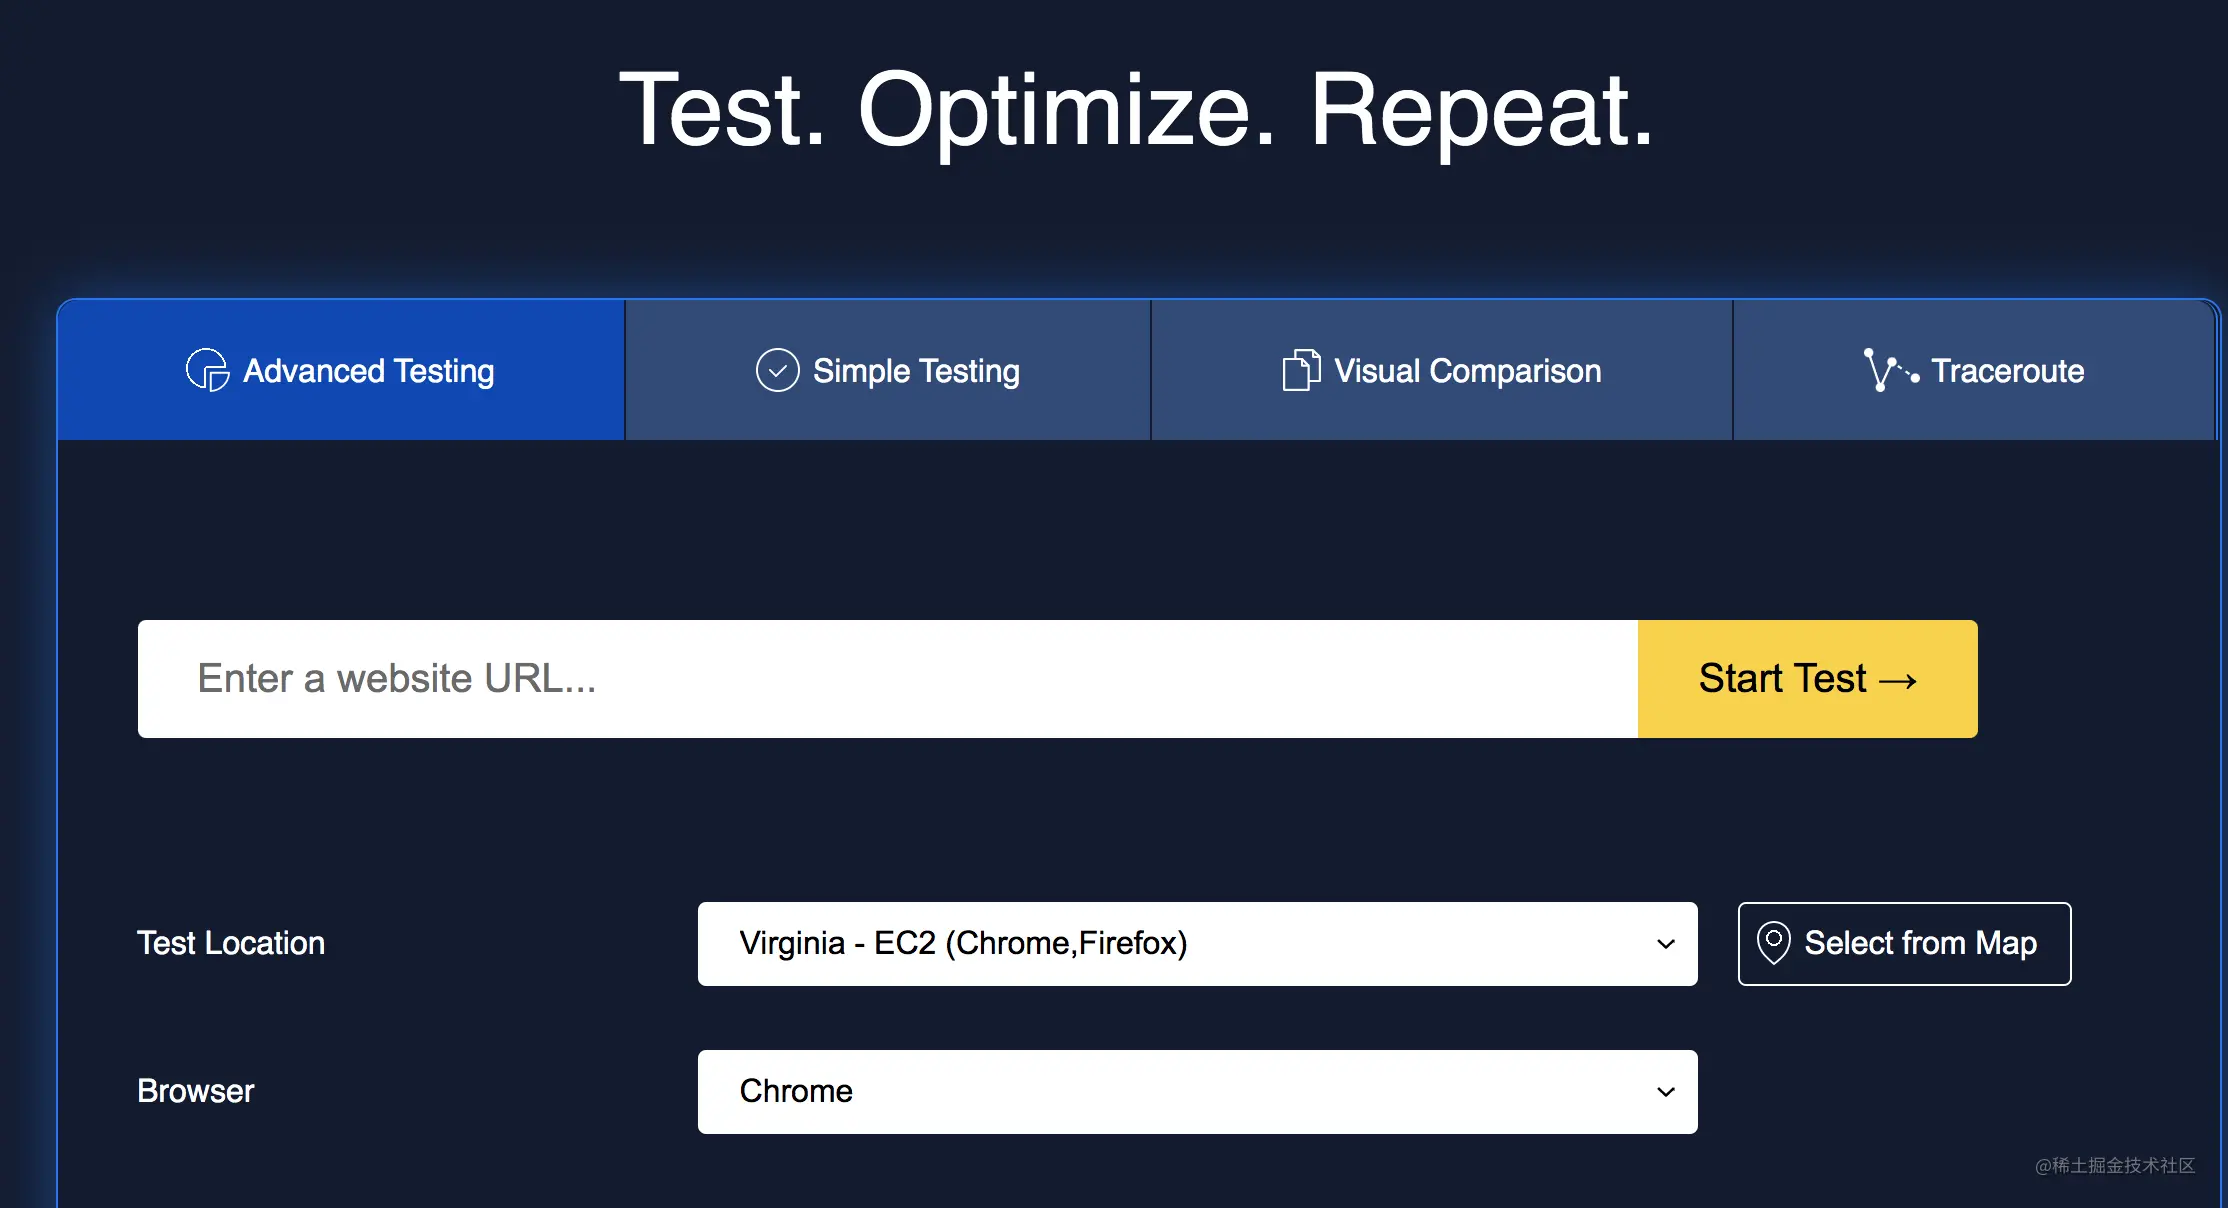 Test. Optimize. Repeat.
Advanced Testing
Simple Testing
Visual Comparison
Traceroute
Enter a website URL...
Start Test →
Test Location
Virginia - EC2 (Chrome,Firefox)
Select from Map
Browser
Chrome
@稀土掘金技术社区